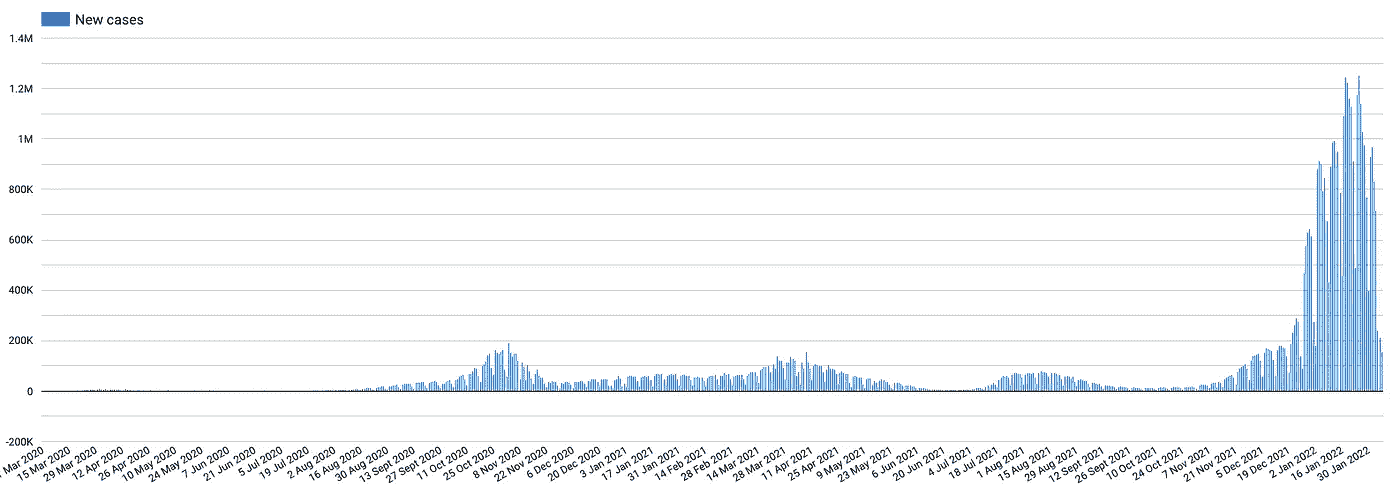 New cases
1.4M
1.2M
1M
800K
600K
400K
200K
0
-200K
Mar 2020
15 Mar 2020
29 Mar 2020
12 Apr 2020
26 Apr 2020
10 May 2020
24 May 2020
7 Jun 2020
21 Jun 2020
5 Jul 2020
19 Jul 2020
2 Aug 2020
16 Aug 2020
30 Aug 2020
13 Sept 2020
27 Sept 2020
11 Oct 2020
25 Oct 2020
8 Nov 2020
22 Nov 2020
6 Dec 2020
20 Dec 2020
3 Jan 2021
17 Jan 2021
31 Jan 2021
14 Feb 2021
28 Feb 2021
14 Mar 2021
28 Mar 2021
11 Apr 2021
25 Apr 2021
9 May 2021
23 May 2021
6 Jun 2021
20 Jun 2021
4 Jul 2021
18 Jul 2021
1 Aug 2021
15 Aug 2021
29 Aug 2021
12 Sept 2021
26 Sept 2021
10 Oct 2021
24 Oct 2021
7 Nov 2021
21 Nov 2021
5 Dec 2021
19 Dec 2021
2 Jan 2022
16 Jan 2022
30 Jan 2022